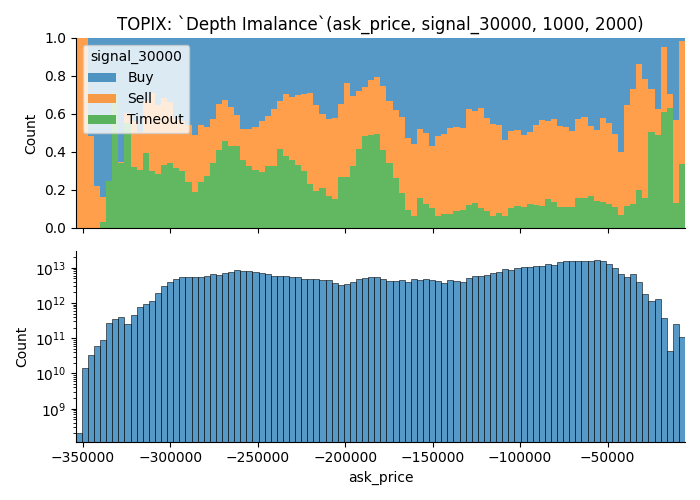 TOPIX: `Depth Imalance`(ask_price, signal_30000, 1000, 2000)
1.0
0.8
0.6
0.4
0.2
0.0
Count
signal_30000
Buy
Sell
Timeout
10^13
10^12
10^11
10^10
10^9
Count
−350000 −300000 −250000 −200000 −150000 −100000 −50000
ask_price